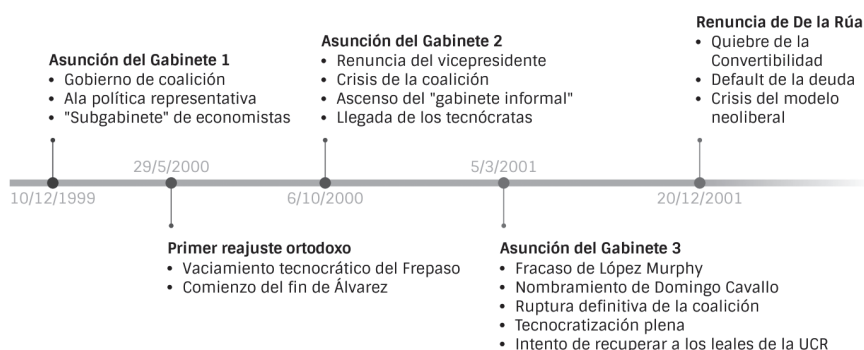 Asunción del Gabinete 1
• Gobierno de coalición
• Ala política representativa
• "Subgabinete" de economistas
Asunción del Gabinete 2
• Renuncia del vicepresidente
• Crisis de la coalición
• Ascenso del "gabinete informal"
• Llegada de los tecnócratas
Renuncia de De la Rúa
• Quiebre de la
Convertibilidad
• Default de la deuda
• Crisis del modelo
neoliberal
10/12/1999
29/5/2000
6/10/2000
5/3/2001
20/12/2001
Primer reajuste ortodoxo
• Vaciamiento tecnocrático del Frepaso
• Comienzo del fin de Álvarez
Asunción del Gabinete 3
• Fracaso de López Murphy
• Nombramiento de Domingo Cavallo
• Ruptura definitiva de la coalición
• Tecnocratización plena
• Intento de recuperar a los leales de la UCR